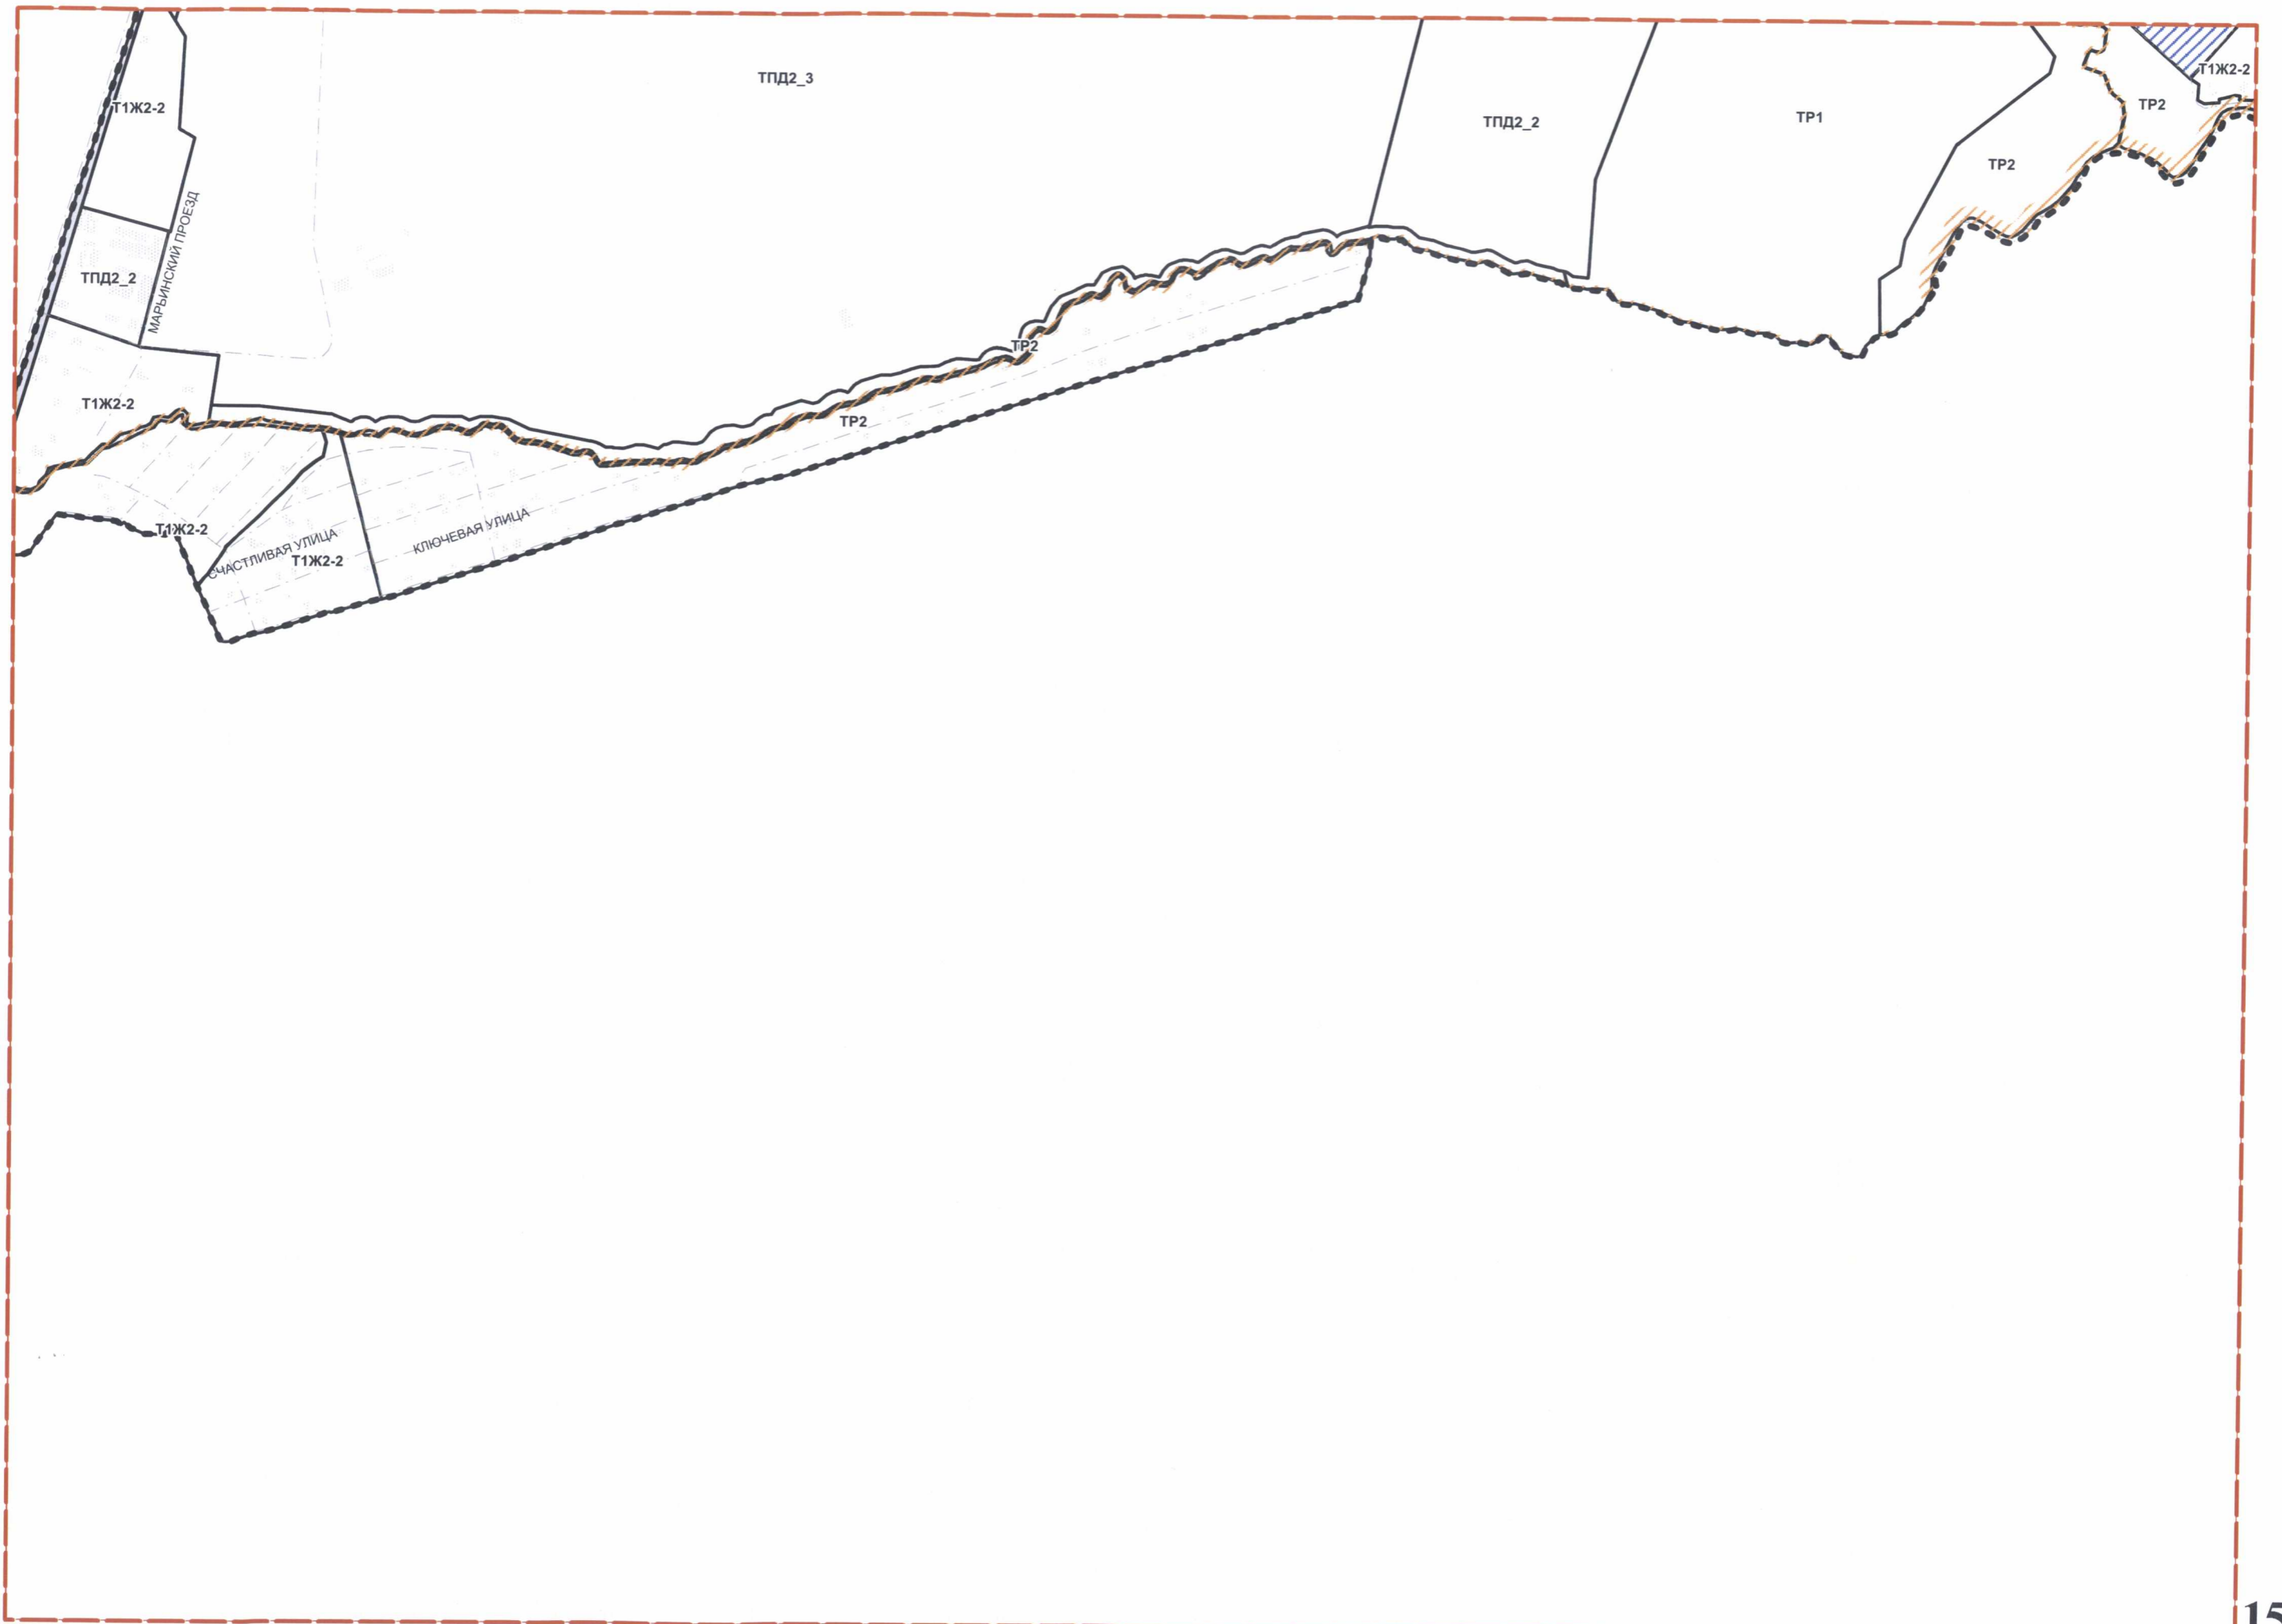 ТПД2_3
Т1Ж2-2
Т1Ж2-2
ТР2
ТПД2_2
ТР1
ТР2
ТПД2_2
МАРЬИНСКИЙ ПРОЕЗД
ТР2
Т1Ж2-2
ТР2
Т1Ж2-2
СЧАСТЛИВАЯ УЛИЦА
КЛЮЧЕВАЯ УЛИЦА
Т1Ж2-2